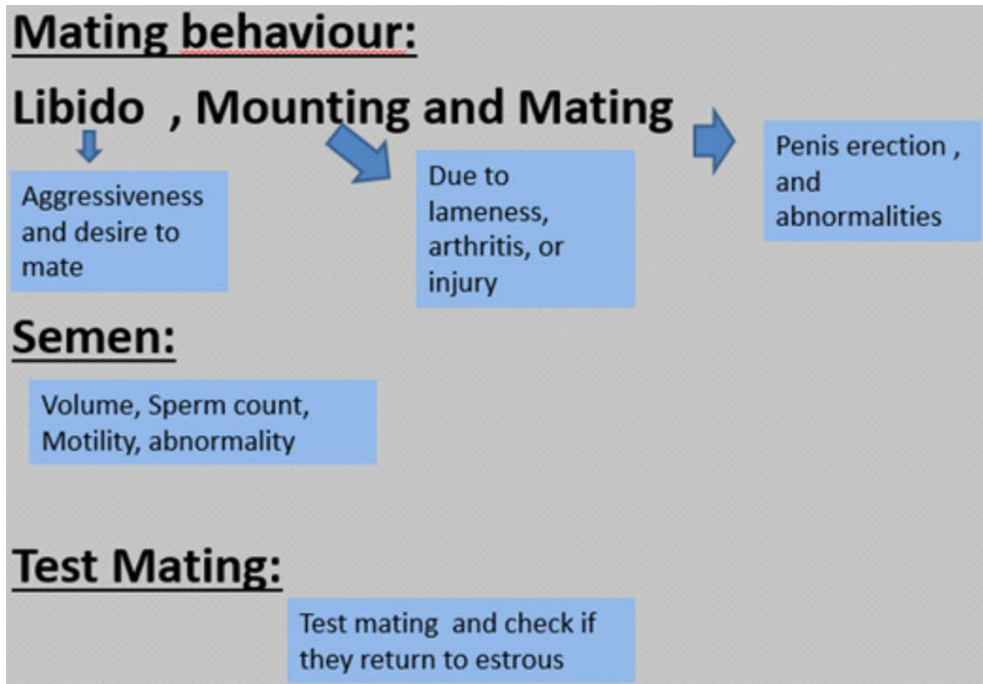 Mating behaviour:
Libido , Mounting and Mating
Aggressiveness
and desire to
mate
Due to
lameness,
arthritis, or
injury
Penis erection ,
and
abnormalities
Semen:
Volume, Sperm count,
Motility, abnormality
Test Mating:
Test mating and check if
they return to estrous